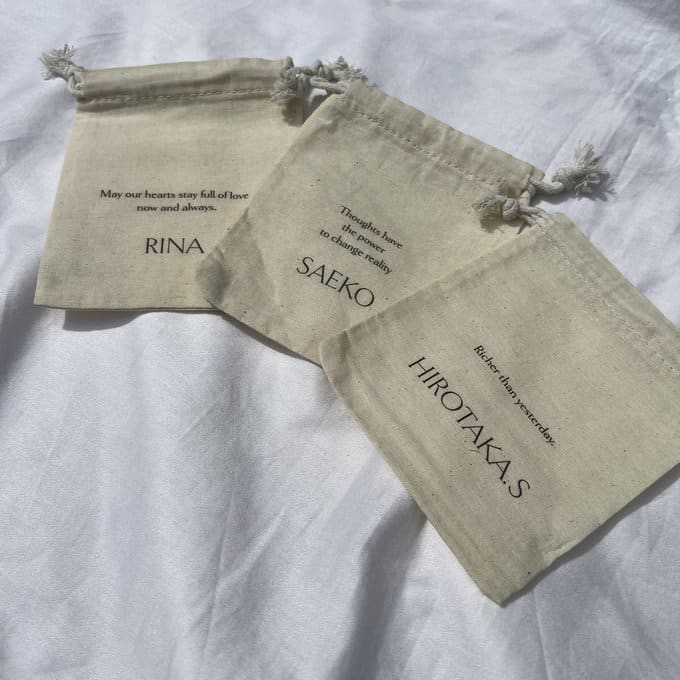 May our hearts stay full of love
now and always.
RINA
Thoughts have
the power
to change reality
SAEKO
Richer than yesterday.
HIROTAKA.S